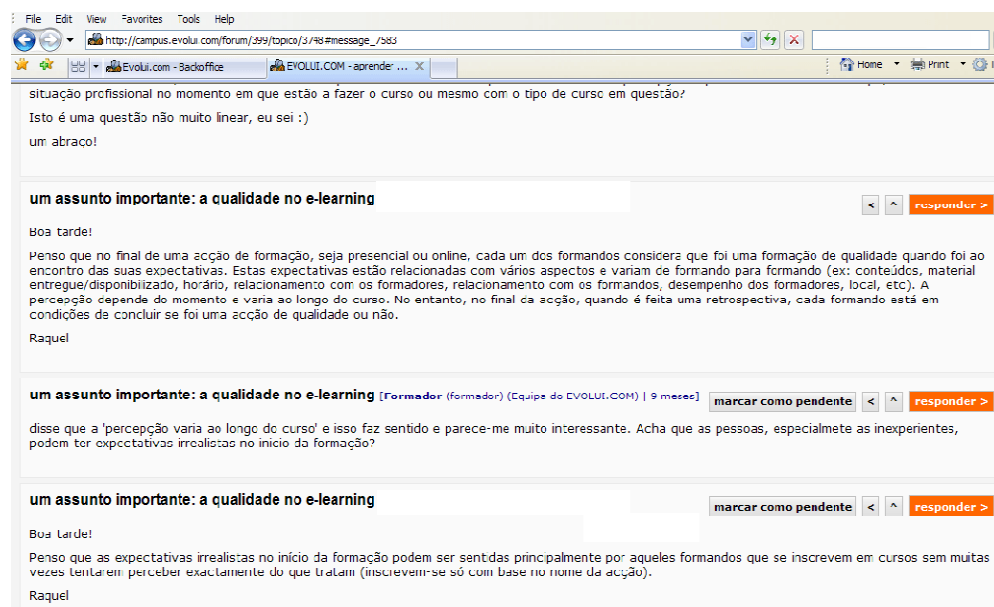 File Edit View Favorites Tools Help
http://campus.evolui.com/forum/399/topico/3748#message_7583
Evolui.com - Backoffice
EVOLUI.COM - aprender ...
Home
Print
situação profissional no momento em que estão a fazer o curso ou mesmo com o tipo de curso em questão?
Isto é uma questão não muito linear, eu sei :)
um abraço!
um assunto importante: a qualidade no e-learning
< ^ responder >
Boa tarde!
Penso que no final de uma acção de formação, seja presencial ou online, cada um dos formandos considera que foi uma formação de qualidade quando foi ao
encontro das suas expectativas. Estas expectativas estão relacionadas com vários aspectos e variam de formando para formando (ex: conteúdos, material
entregue/disponibilizado, horário, relacionamento com os formadores, relacionamento com os formandos, desempenho dos formadores, local, etc). A
percepção depende do momento e varia ao longo do curso. No entanto, no final da acção, quando é feita uma retrospectiva, cada formando está em
condições de concluir se foi uma acção de qualidade ou não.
Raquel
um assunto importante: a qualidade no e-learning [Formador (formador) (Equipa do EVOLUI.COM) | 9 meses] marcar como pendente < ^ responder >
disse que a 'percepção varia ao longo do curso' e isso faz sentido e parece-me muito interessante. Acha que as pessoas, especialmete as inexperientes,
podem ter expectativas irrealistas no inicio da formação?
um assunto importante: a qualidade no e-learning
marcar como pendente < ^ responder >
Boa tarde!
Penso que as expectativas irrealistas no início da formação podem ser sentidas principalmente por aqueles formandos que se inscrevem em cursos sem muitas
vezes tentarem perceber exactamente do que tratam (inscrevem-se só com base no nome da acção).
Raquel